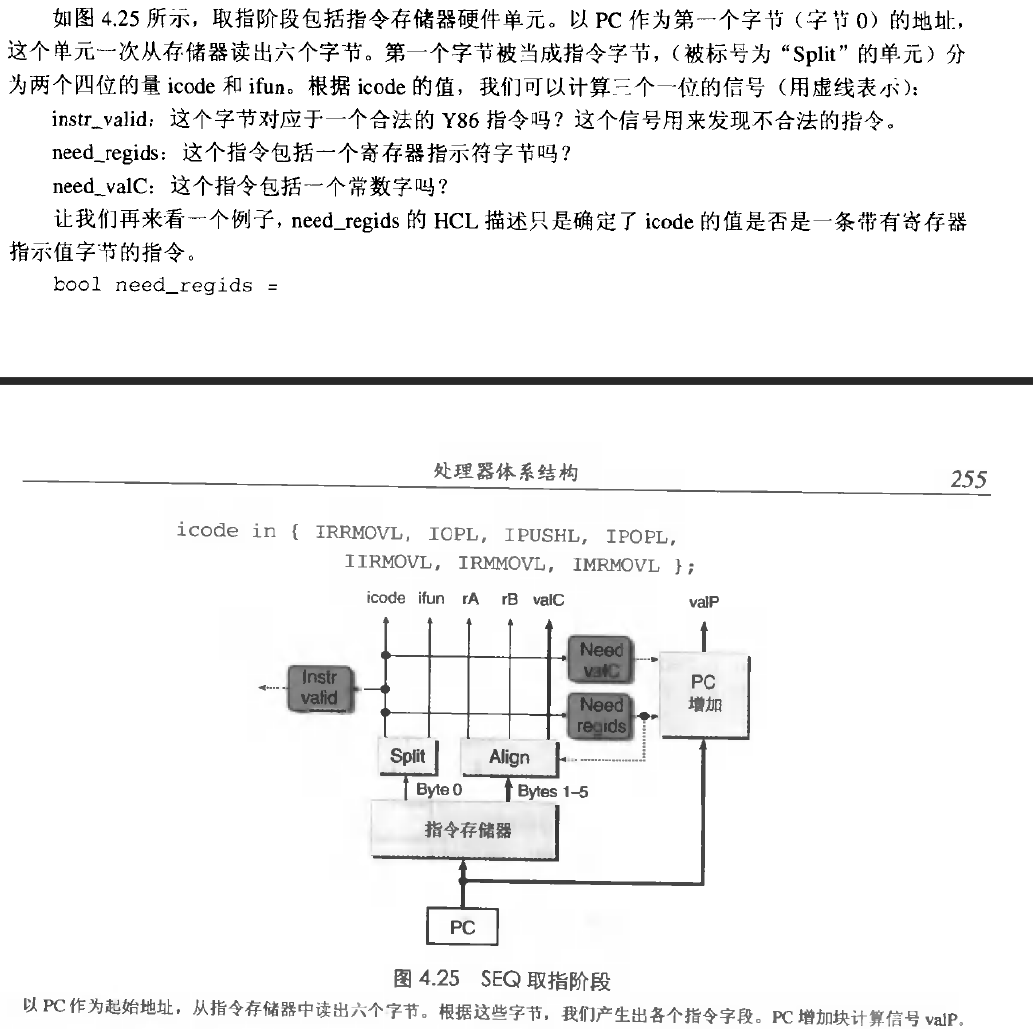 如图 4.25 所示，取指阶段包括指令存储器硬件单元。以 PC 作为第一个字节（字节 0）的地址，
这个单元一次从存储器读出六个字节。第一个字节被当成指令字节，（被标号为“Split”的单元）分
为两个四位的量 icode 和 ifun。根据 icode 的值，我们可以计算三个一位的信号（用虚线表示）：
instr_valid：这个字节对应于一个合法的 Y86 指令吗？这个信号用来发现不合法的指令。
need_regids：这个指令包括一个寄存器指示符字节吗？
need_valC：这个指令包括一个常数字吗？
让我们再来看一个例子，need_regids 的 HCL 描述只是确定了 icode 的值是否是一条带有寄存器
指示值字节的指令。
bool need_regids =
处理器体系结构 255
icode in { IRRMOVL, IOPL, IPUSHL, IPOPL,
IIRMOVL, IRMMOVL, IMRMOVL };
icode ifun rA rB valC valP
Need
valC
Instr
valid
PC
增加
Need
regids
Split
Align
Byte 0
Bytes 1–5
指令存储器
PC
图 4.25 SEQ 取指阶段
以 PC 作为起始地址，从指令存储器中读出六个字节。根据这些字节，我们产生出各个指令字段。PC 增加块计算信号 valP。